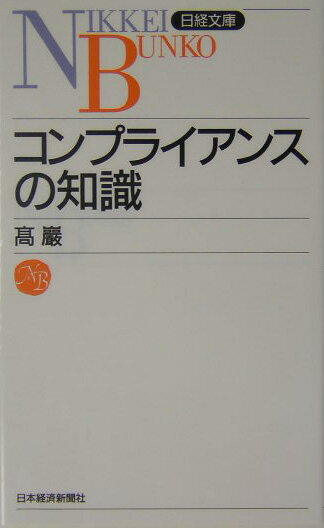 NIKKEI
BUNKO
日経文庫
コンプライアンス
の知識
髙 巖
NB
日本経済新聞社